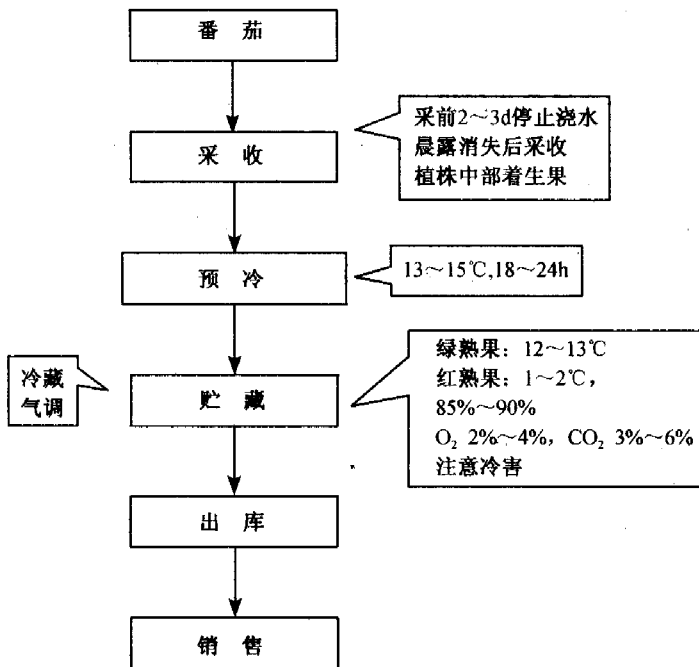 番 茄
采前2～3d停止浇水
晨露消失后采收
植株中部着生果
采 收
预 冷
13～15℃,18～24h
绿熟果：12～13℃
红熟果：1～2℃，
85%～90%
O₂ 2%～4%，CO₂ 3%～6%
注意冷害
冷藏
气调
贮 藏
出 库
销 售